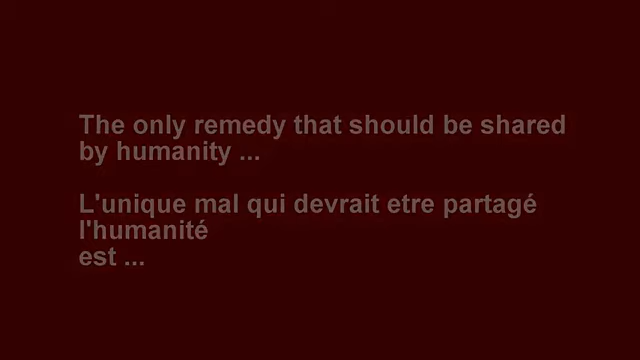 The only remedy that should be shared
by humanity ...
L'unique mal qui devrait etre partagé
l'humanité
est ...